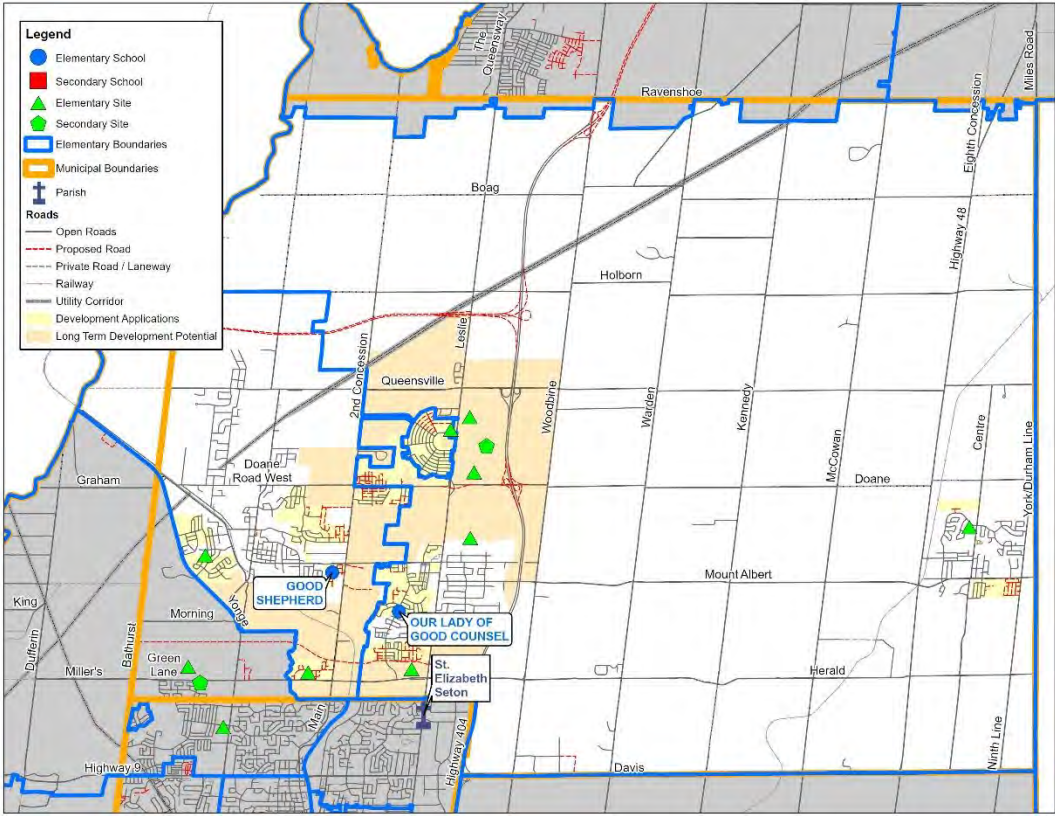 Legend
Elementary School
Secondary School
Elementary Site
Secondary Site
Elementary Boundaries
Municipal Boundaries
Parish
Roads
Open Roads
Proposed Road
Private Road / Laneway
Railway
Utility Corridor
Development Applications
Long Term Development Potential
The
Queensway
Ravenshoe
Miles Road
Eighth Concession
Boag
Highway 48
Holborn
2nd Concession
Leslie
Queensville
Woodbine
Warden
Kennedy
McCowan
Centre
York/Durham Line
Graham
Doane
Road West
Doane
King
Dufferin
Bathurst
Morning
Yonge
GOOD
SHEPHERD
OUR LADY OF
GOOD COUNSEL
Mount Albert
Miller's
Green
Lane
St.
Elizabeth
Seton
Herald
Main
Highway 404
Highway 9
Davis
Ninth Line